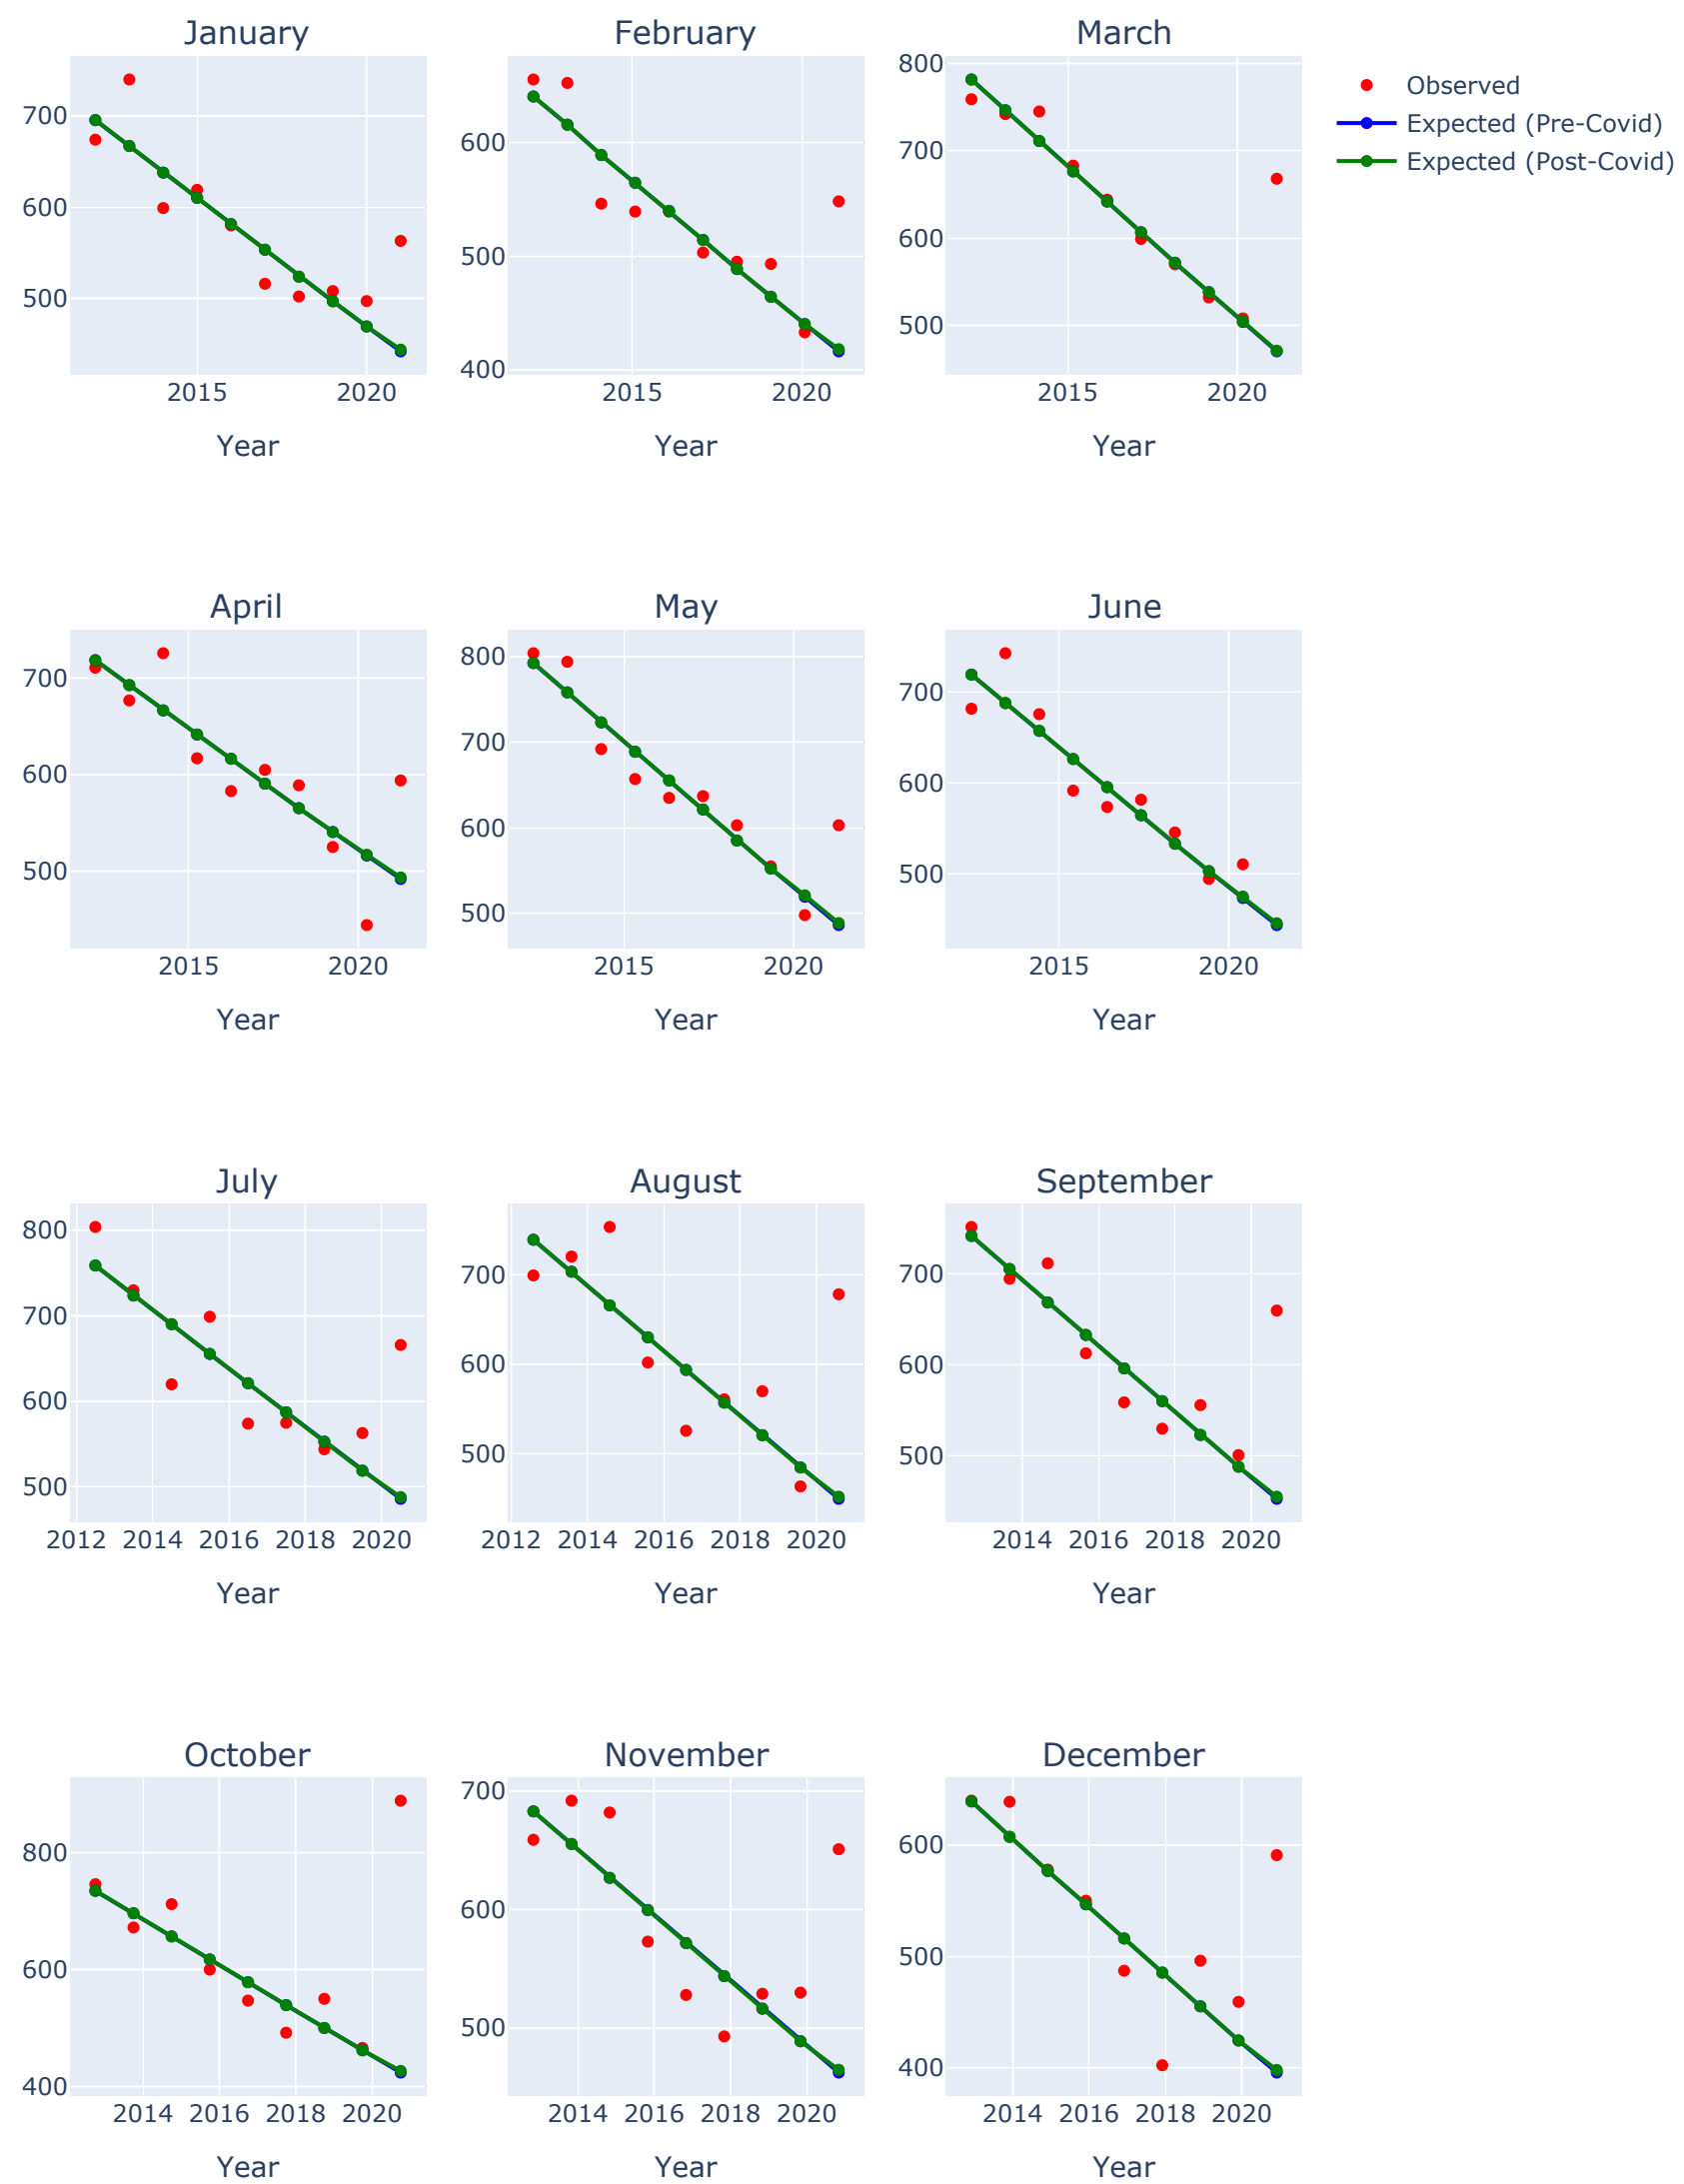 January
February
March
700
600
500
2015
2020
Year
600
500
400
2015
2020
Year
800
700
600
500
2015
2020
Year
Observed
Expected (Pre-Covid)
Expected (Post-Covid)
April
May
June
700
600
500
2015
2020
Year
800
700
600
500
2015
2020
Year
700
600
500
2015
2020
Year
July
August
September
800
700
600
500
2012
2014
2016
2018
2020
Year
700
600
500
2012
2014
2016
2018
2020
Year
700
600
500
2014
2016
2018
2020
Year
October
November
December
800
600
400
2014
2016
2018
2020
Year
700
600
500
2014
2016
2018
2020
Year
600
500
400
2014
2016
2018
2020
Year